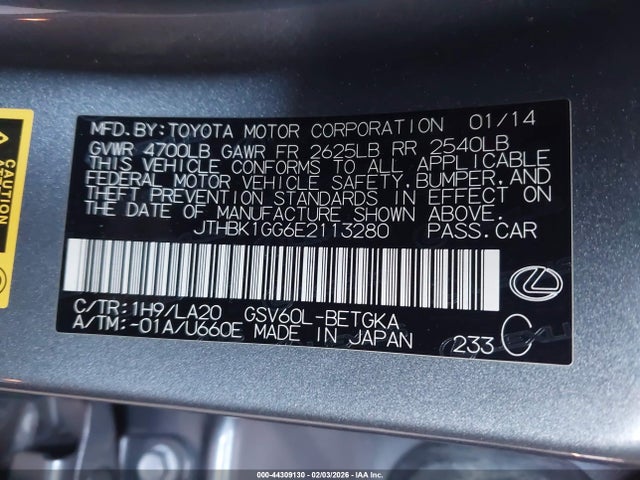 MFD.BY:TOYOTA MOTOR CORPORATION 01/14
GVWR 4700LB GAWR FR 2625LB RR 2540LB
THIS VEHICLE CONFORMS TO ALL APPLICABLE
FEDERAL MOTOR VEHICLE SAFETY,BUMPER,AND
THEFT PREVENTION STANDARDS IN EFFECT ON
THE DATE OF MANUFACTURE SHOWN ABOVE.
JTHBK1GG6E2113280 PASS.CAR
C/TR:1H9/LA20 GSV60L-BETGKA
A/TM:-01A/U660E MADE IN JAPAN
233 C
CAUTION
000-44309130 - 02/03/2026 - IAA Inc.